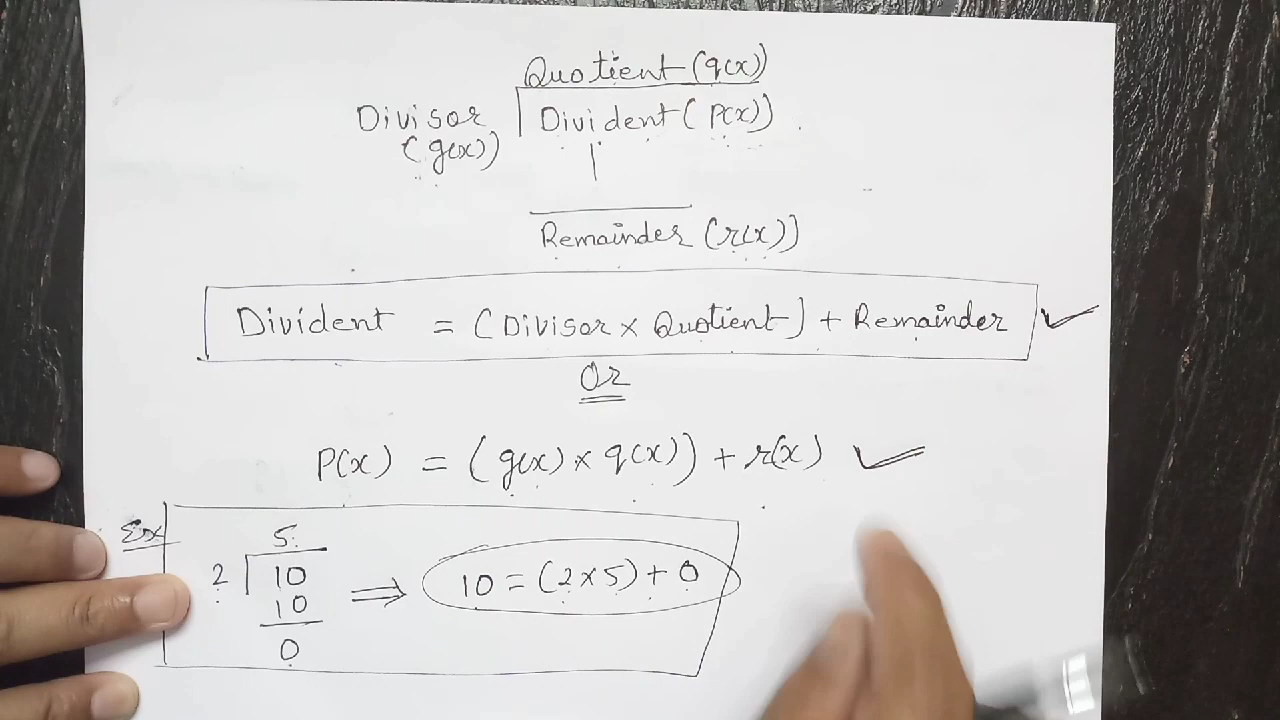 Quotient (q(x))
Divisor Divident (P(x))
(g(x))
Remainder (r(x))
Divident = (Divisor × Quotient) + Remainder
Or
P(x) = (g(x) × q(x)) + r(x)
Ex
5
2 10 ⇒ 10 = (2×5) + 0
10
0